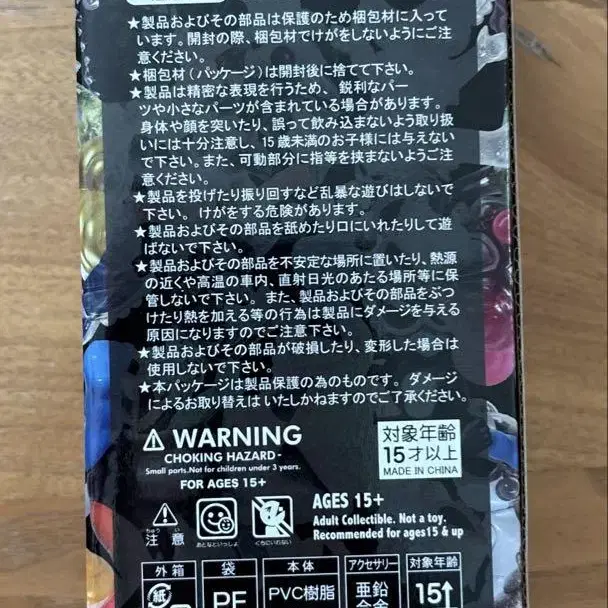 ★製品およびその部品は保護のため梱包材に入って
います。開封の際、梱包材でけがをしないようにご注
意ください。
★梱包材（パッケージ）は開封後に捨てて下さい。
★製品は精密な表現を行うため、鋭利なパー
ツや小さなパーツが含まれている場合があります。
身体や顔を突いたり、誤って飲み込まないよう取り扱
いには十分注意し、15歳未満のお子様には与えない
で下さい。また、可動部分に指等を挟まないようご注
意ください。
★製品を投げたり振り回すなど乱暴な遊びはしないで
下さい。けがをする危険があります。
★製品およびその部品を舐めたり口にいれたりして遊
ばないで下さい。
★製品およびその部品を不安定な場所に置いたり、熱源
の近くや高温の車内、直射日光のあたる場所等に保
管しないで下さい。また、製品およびその部品をぶつ
けたり熱を加える等の行為は製品にダメージを与える
原因になりますのでご注意下さい。
★製品およびその部品が破損したり、変形した場合は
使用しないで下さい。
★本パッケージは製品保護の為のものです。ダメージ
によるお取り替えは いたしかねますのでご了承ください。
⚠ WARNING
CHOKING HAZARD-
Small parts.Not for children under 3 years.
FOR AGES 15+
対象年齢
15才以上
MADE IN CHINA
ちゅう い
注 意
おとなといっしょ
くちにいれない
AGES 15+
Adult Collectible. Not a toy.
Recommended for ages15 & up
外箱 袋 本体 アクセサリー 対象年齢
紙 PE PVC樹脂 亜鉛合金 15↑